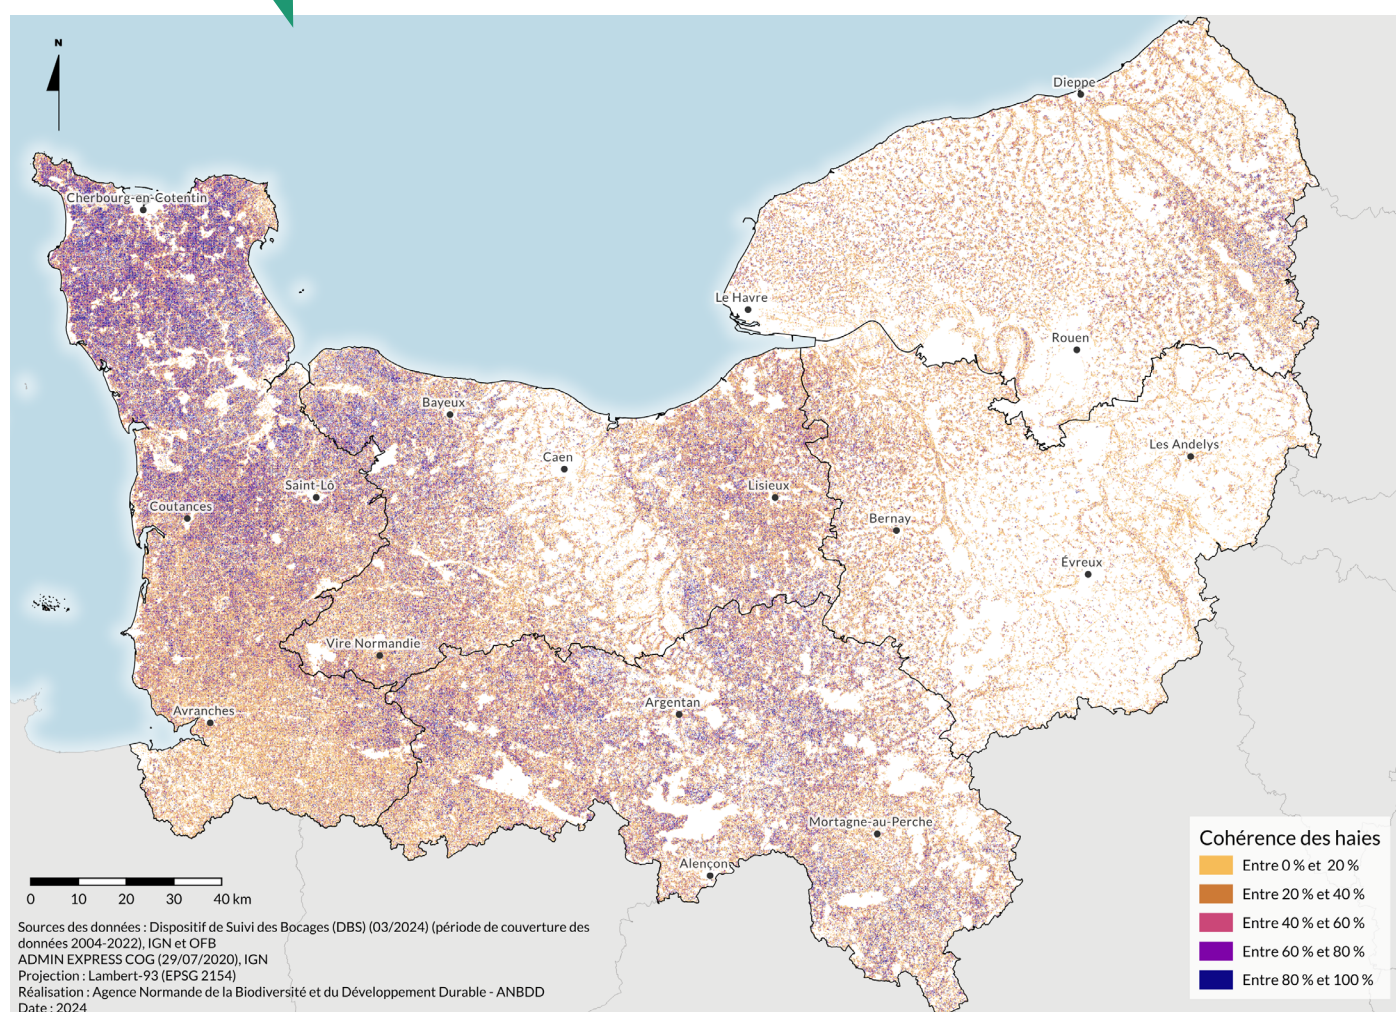 N
Dieppe
Cherbourg-en-Cotentin
Le Havre
Rouen
Bayeux
Les Andelys
Caen
Saint-Lô
Lisieux
Coutances
Bernay
Évreux
Vire Normandie
Argentan
Avranches
Mortagne-au-Perche
Alençon
Cohérence des haies
Entre 0 % et 20 %
Entre 20 % et 40 %
Entre 40 % et 60 %
Entre 60 % et 80 %
Entre 80 % et 100 %
0 10 20 30 40 km
Sources des données : Dispositif de Suivi des Bocages (DBS) (03/2024) (période de couverture des
données 2004-2022), IGN et OFB
ADMIN EXPRESS COG (29/07/2020), IGN
Projection : Lambert-93 (EPSG 2154)
Réalisation : Agence Normande de la Biodiversité et du Développement Durable - ANBDD
Date : 2024